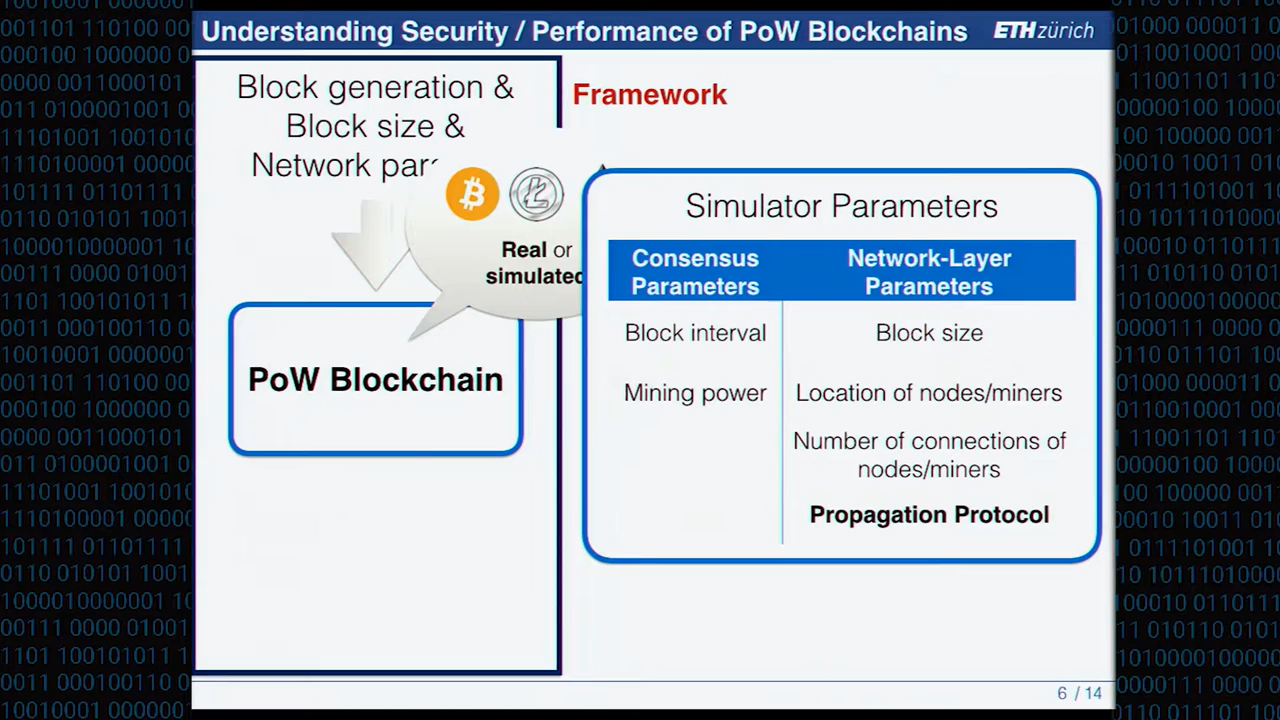 Understanding Security / Performance of PoW Blockchains
ETH zürich
Block generation &
Block size &
Network par
Real or
simulated
PoW Blockchain
Framework
Simulator Parameters
Consensus
Parameters
Network-Layer
Parameters
Block interval
Block size
Mining power
Location of nodes/miners
Number of connections of
nodes/miners
Propagation Protocol
6 / 14